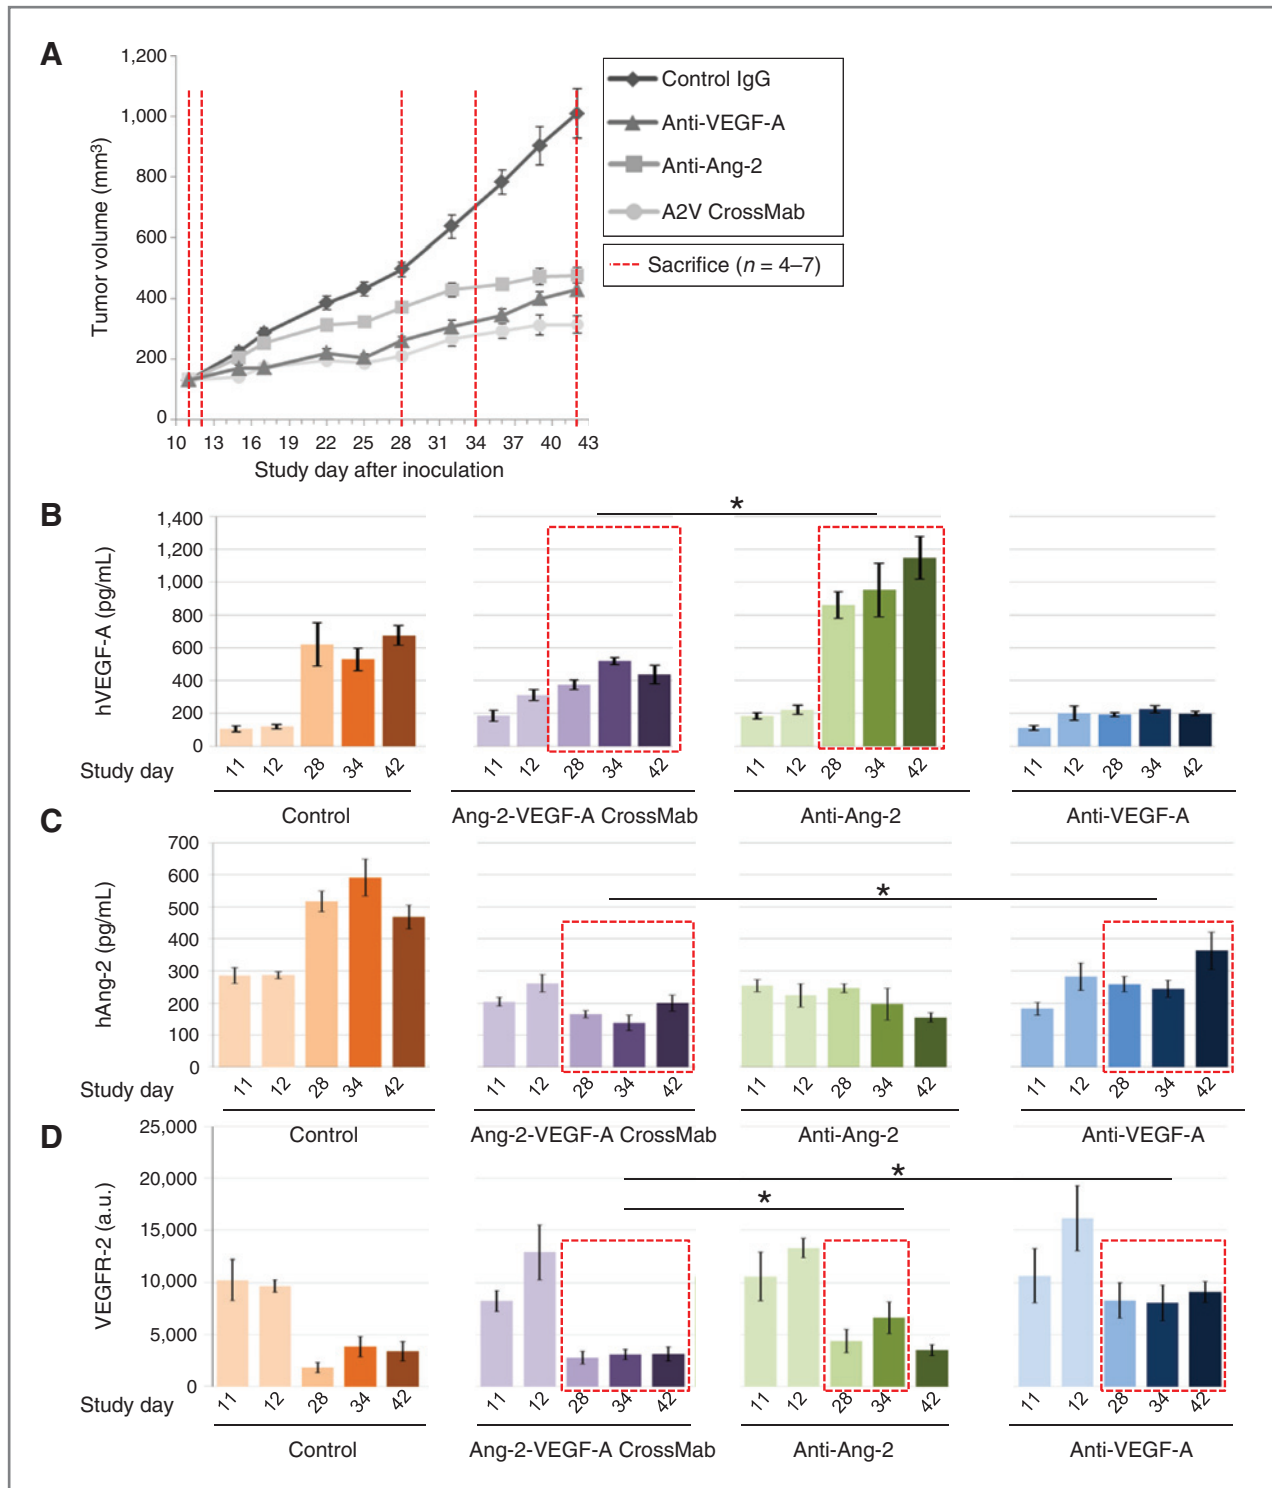 A
1,200
1,000
800
600
400
200
0
Tumor volume (mm³)
10 13 16 19 22 25 28 31 34 37 40 43
Study day after inoculation
Control IgG
Anti-VEGF-A
Anti-Ang-2
A2V CrossMab
Sacrifice (n = 4–7)
B
1,400
1,200
1,000
800
600
400
200
0
hVEGF-A (pg/mL)
*
Study day
11 12 28 34 42 11 12 28 34 42 11 12 28 34 42 11 12 28 34 42
Control Ang-2-VEGF-A CrossMab Anti-Ang-2 Anti-VEGF-A
C
700
600
500
400
300
200
100
0
hAng-2 (pg/mL)
*
Study day
11 12 28 34 42 11 12 28 34 42 11 12 28 34 42 11 12 28 34 42
Control Ang-2-VEGF-A CrossMab Anti-Ang-2 Anti-VEGF-A
D
25,000
20,000
15,000
10,000
5,000
0
VEGFR-2 (a.u.)
*
*
Study day
11 12 28 34 42 11 12 28 34 42 11 12 28 34 42 11 12 28 34 42
Control Ang-2-VEGF-A CrossMab Anti-Ang-2 Anti-VEGF-A